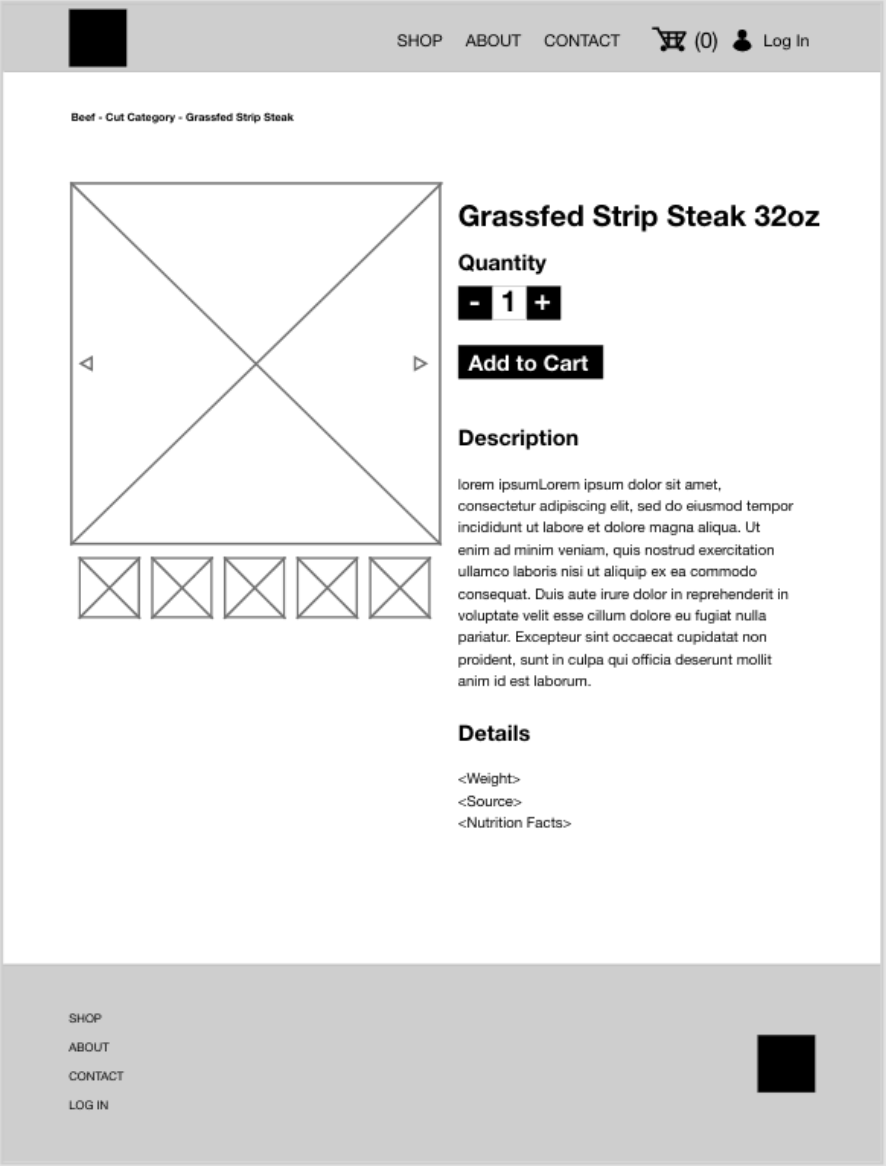 SHOP ABOUT CONTACT (0) Log In
Beef - Cut Category - Grassfed Strip Steak
Grassfed Strip Steak 32oz
Quantity
- 1 +
Add to Cart
Description
lorem ipsumLorem ipsum dolor sit amet,
consectetur adipiscing elit, sed do eiusmod tempor
incididunt ut labore et dolore magna aliqua. Ut
enim ad minim veniam, quis nostrud exercitation
ullamco laboris nisi ut aliquip ex ea commodo
consequat. Duis aute irure dolor in reprehenderit in
voluptate velit esse cillum dolore eu fugiat nulla
pariatur. Excepteur sint occaecat cupidatat non
proident, sunt in culpa qui officia deserunt mollit
anim id est laborum.
Details
<Weight>
<Source>
<Nutrition Facts>
SHOP
ABOUT
CONTACT
LOG IN